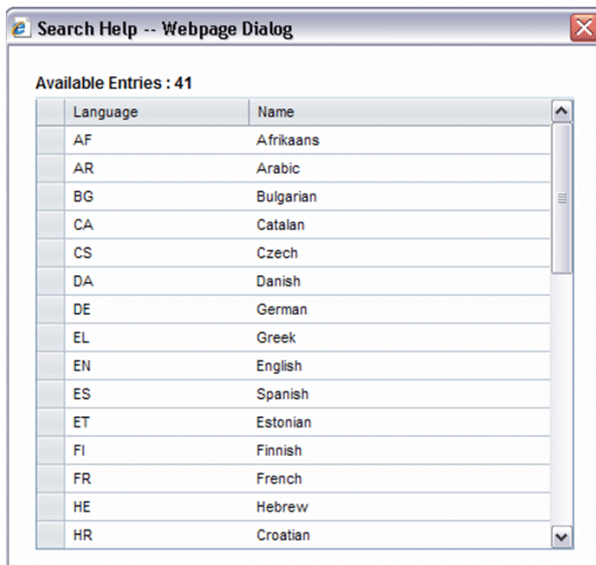 Search Help -- Webpage Dialog
Available Entries : 41
Language Name
AF Afrikaans
AR Arabic
BG Bulgarian
CA Catalan
CS Czech
DA Danish
DE German
EL Greek
EN English
ES Spanish
ET Estonian
FI Finnish
FR French
HE Hebrew
HR Croatian